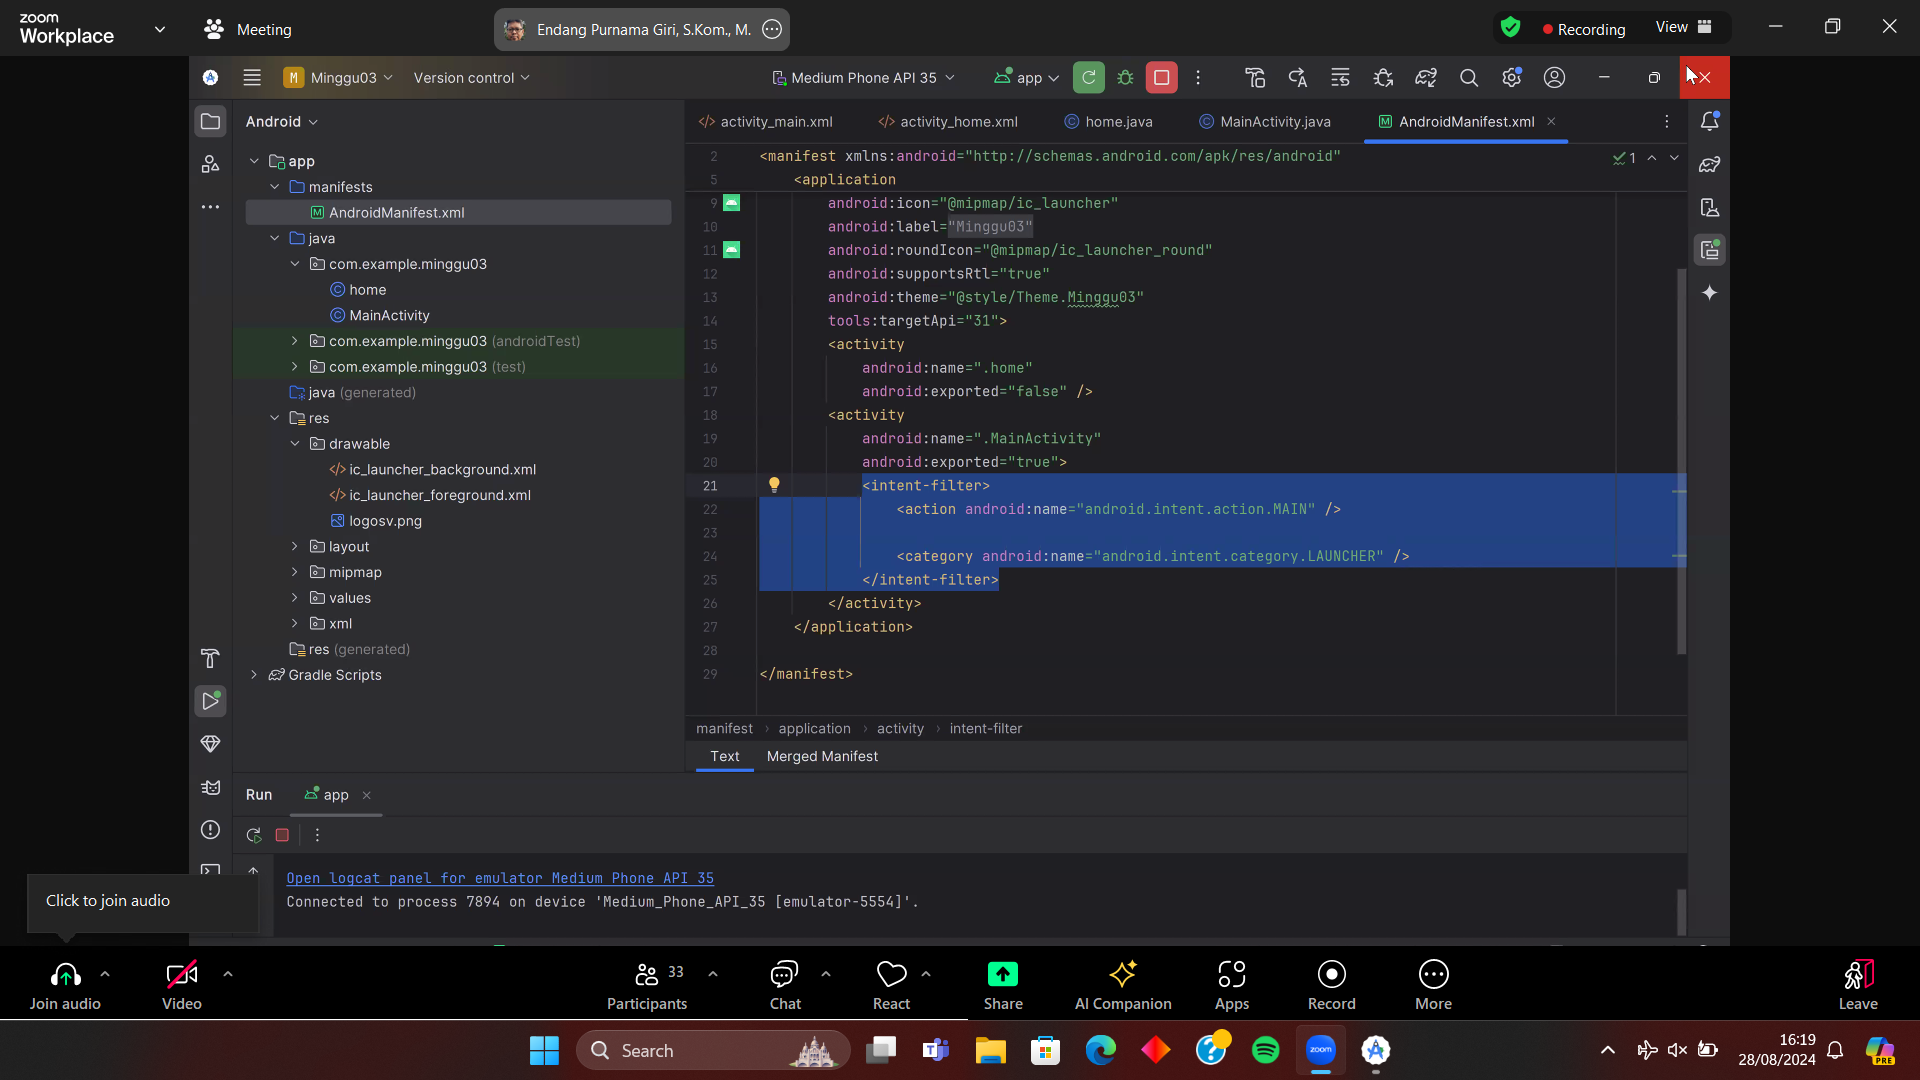 zoom
Workplace
Meeting
Endang Purnama Giri, S.Kom., M.
Recording
View
M Minggu03
Version control
Medium Phone API 35
app
Android
activity_main.xml
activity_home.xml
home.java
MainActivity.java
AndroidManifest.xml
app
manifests
AndroidManifest.xml
java
com.example.minggu03
home
MainActivity
com.example.minggu03 (androidTest)
com.example.minggu03 (test)
java (generated)
res
drawable
ic_launcher_background.xml
ic_launcher_foreground.xml
logosv.png
layout
mipmap
values
xml
res (generated)
Gradle Scripts
1
2 <manifest xmlns:android="http://schemas.android.com/apk/res/android"
5 <application
9 android:icon="@mipmap/ic_launcher"
10 android:label="Minggu03"
11 android:roundIcon="@mipmap/ic_launcher_round"
12 android:supportsRtl="true"
13 android:theme="@style/Theme.Minggu03"
14 tools:targetApi="31">
15 <activity
16 android:name=".home"
17 android:exported="false" />
18 <activity
19 android:name=".MainActivity"
20 android:exported="true">
21 <intent-filter>
22 <action android:name="android.intent.action.MAIN" />
23
24 <category android:name="android.intent.category.LAUNCHER" />
25 </intent-filter>
26 </activity>
27 </application>
28
29 </manifest>
manifest › application › activity › intent-filter
Text Merged Manifest
Run app
Open logcat panel for emulator Medium Phone API 35
Connected to process 7894 on device 'Medium_Phone_API_35 [emulator-5554]'.
Click to join audio
Join audio
Video
33
Participants
Chat
React
Share
AI Companion
Apps
Record
More
Leave
Search
zoom
16:19
28/08/2024
PRE